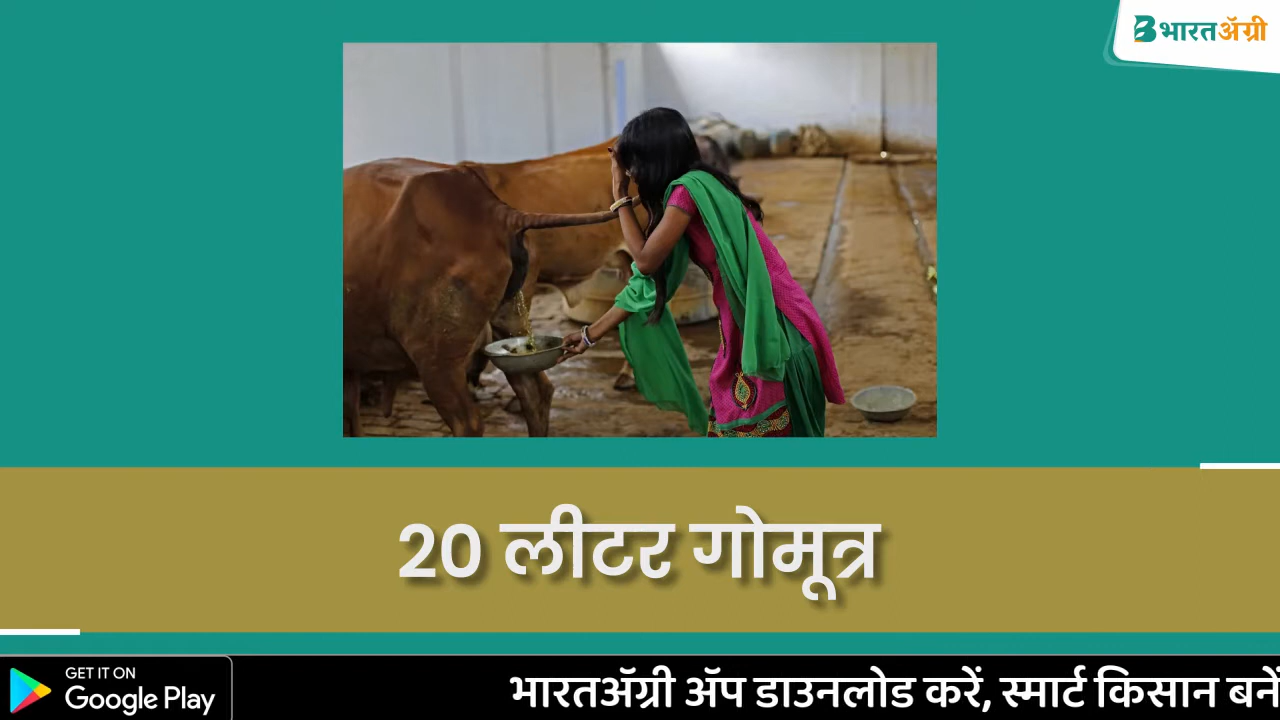 भारतॲग्री
20 लीटर गोमूत्र
GET IT ON
Google Play
भारतॲग्री ॲप डाउनलोड करें, स्मार्ट किसान बनें